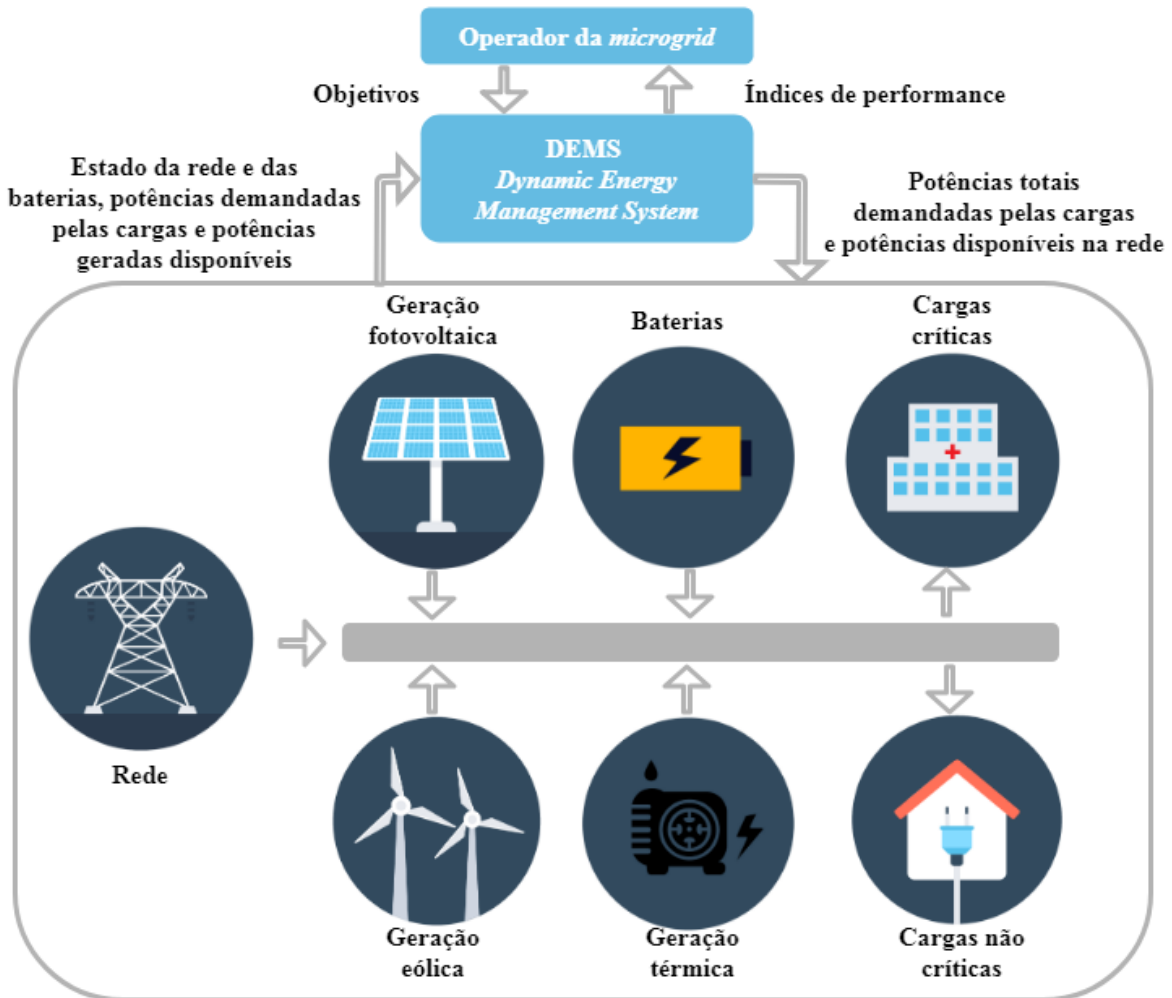 Operador da microgrid
Objetivos
Índices de performance
DEMS
Dynamic Energy
Management System
Estado da rede e das
baterias, potências demandadas
pelas cargas e potências
geradas disponíveis
Potências totais
demandadas pelas cargas
e potências disponíveis na rede
Geração
fotovoltaica
Baterias
Cargas
críticas
Rede
Geração
eólica
Geração
térmica
Cargas não
críticas